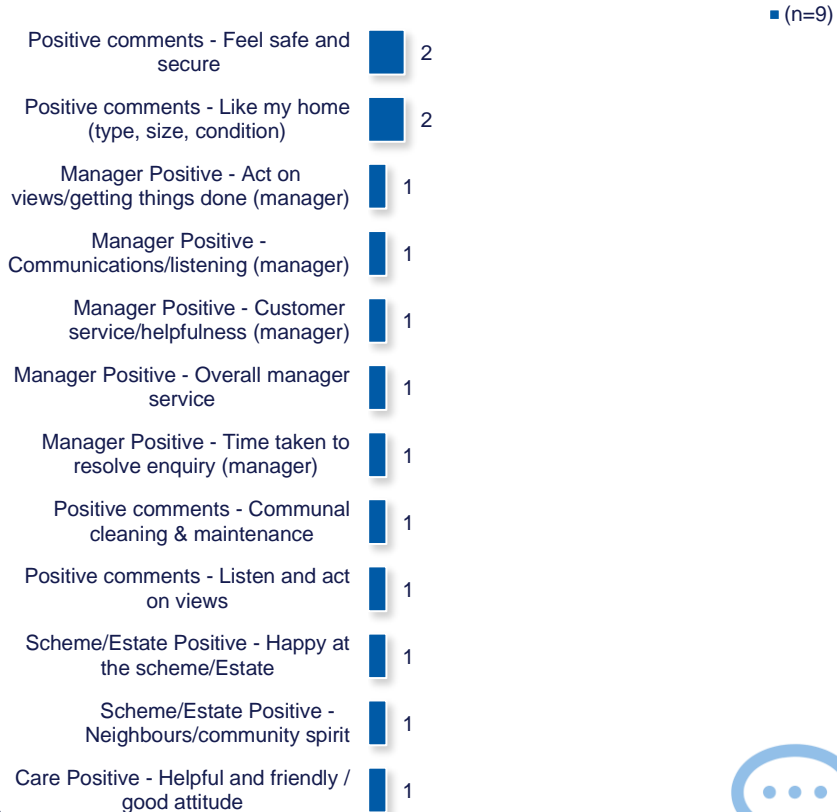 (n=9)
Positive comments - Feel safe and
secure
2
Positive comments - Like my home
(type, size, condition)
2
Manager Positive - Act on
views/getting things done (manager)
1
Manager Positive -
Communications/listening (manager)
1
Manager Positive - Customer
service/helpfulness (manager)
1
Manager Positive - Overall manager
service
1
Manager Positive - Time taken to
resolve enquiry (manager)
1
Positive comments - Communal
cleaning & maintenance
1
Positive comments - Listen and act
on views
1
Scheme/Estate Positive - Happy at
the scheme/Estate
1
Scheme/Estate Positive -
Neighbours/community spirit
1
Care Positive - Helpful and friendly /
good attitude
1